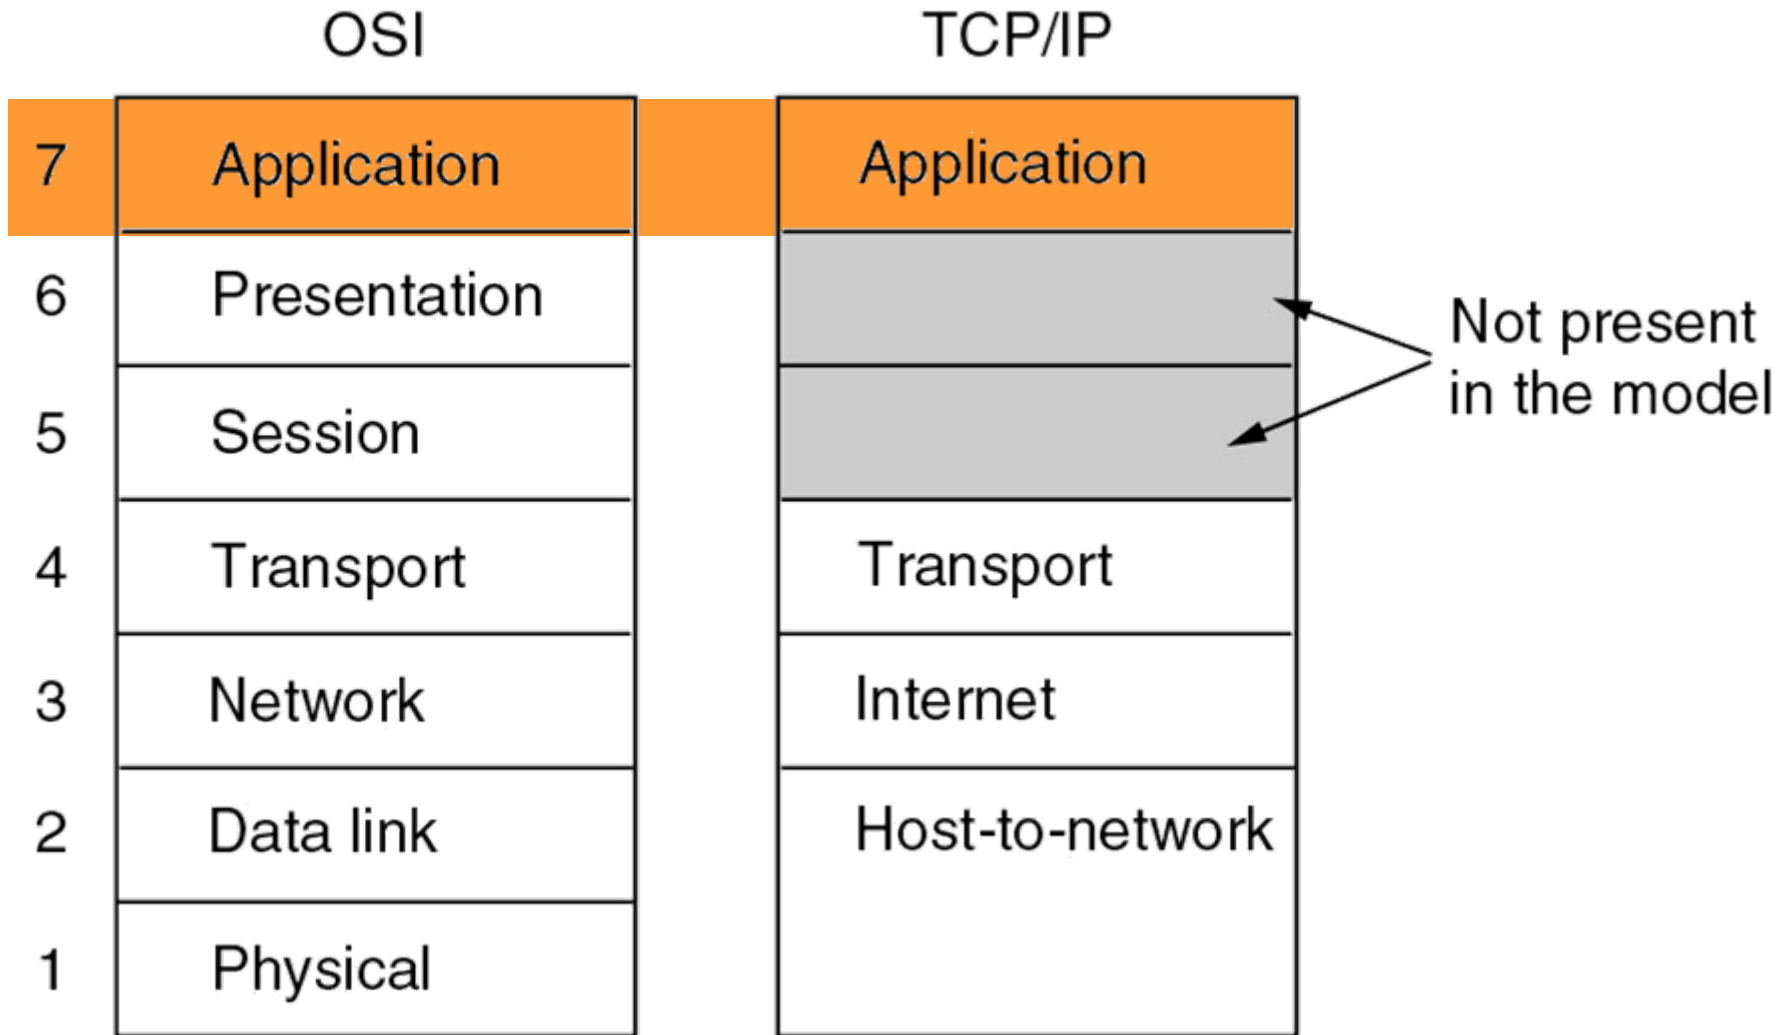 OSI
TCP/IP
7
Application
Application
6
Presentation
Not present
in the model
5
Session
4
Transport
Transport
3
Network
Internet
2
Data link
Host-to-network
1
Physical